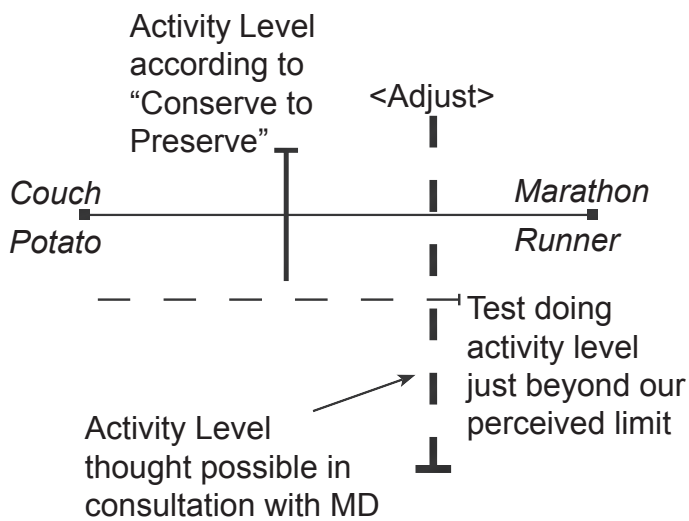 Activity Level
according to
“Conserve to
Preserve”
<Adjust>
Couch
Potato
Marathon
Runner
Test doing
activity level
just beyond our
perceived limit
Activity Level
thought possible in
consultation with MD